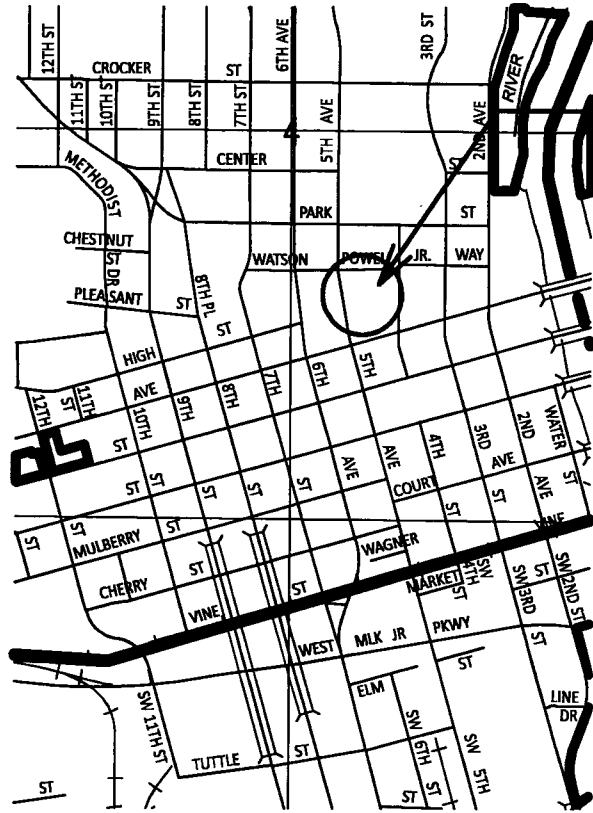 12TH ST
6TH AVE
3RD ST
RIVER
CROCKER ST
11TH ST
10TH ST
9TH ST
8TH ST
7TH ST
5TH AVE
2ND AVE
CENTER
METHODIST
DR
PARK ST
CHESTNUT
ST
WATSON POWELL JR. WAY
PLEASANT ST
8TH PL
HIGH ST
AVE
12TH
ST
11TH
ST
10TH
ST
9TH
ST
8TH
ST
7TH
ST
6TH
AVE
5TH
AVE
4TH
ST
3RD
ST
2ND
AVE
WATER
ST
ST
ST
COURT AVE
MULBERRY ST
CHERRY ST
WAGNER
VINE
VINE ST
MARKET
ST
SW 4TH
SW 3RD
ST
SW 2ND ST
WEST MLK JR PKWY
ELM ST
LINE
DR
SW 11TH ST
TUTTLE ST
SW 6TH ST
SW 5TH
ST
ST